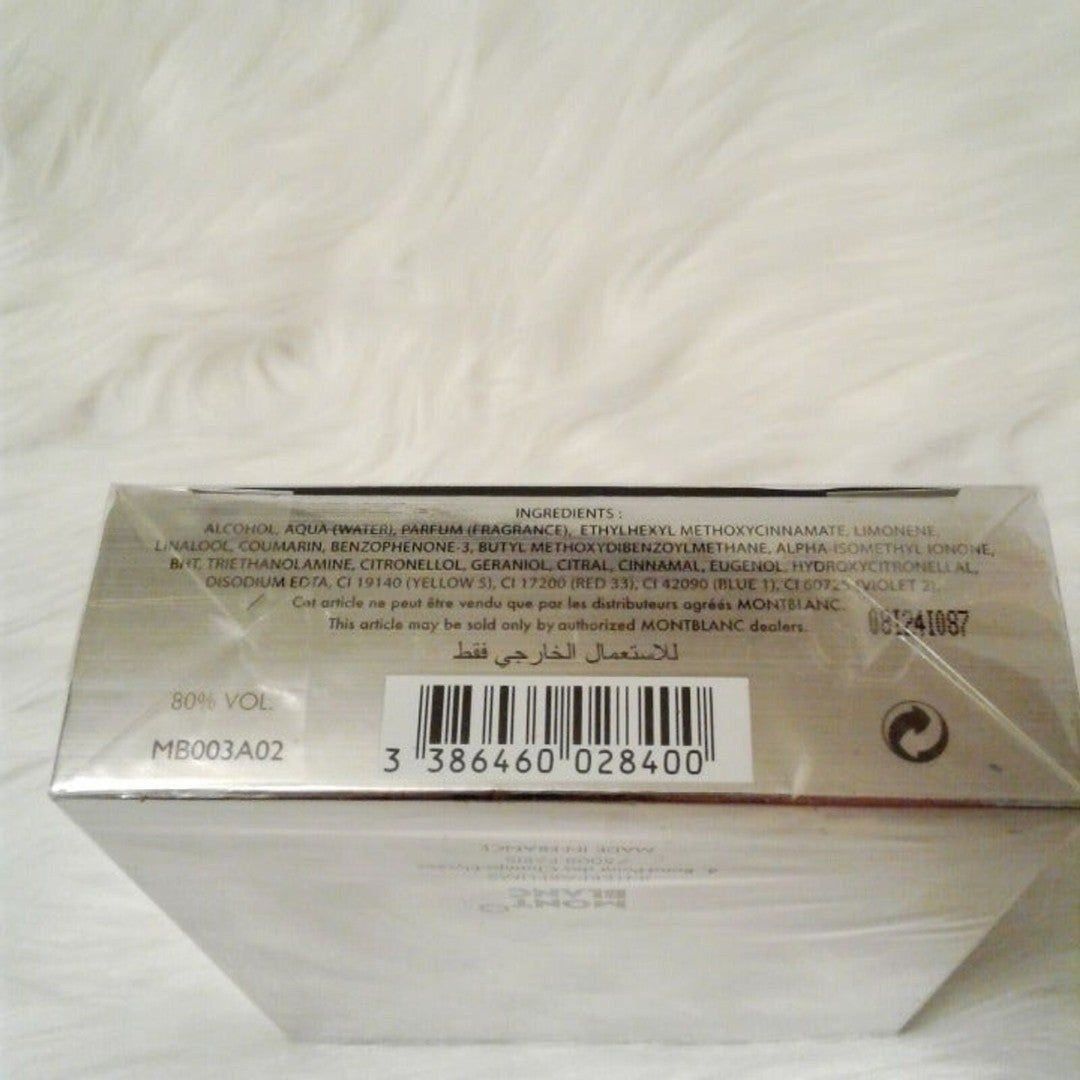 INGREDIENTS :
ALCOHOL, AQUA (WATER), PARFUM (FRAGRANCE), ETHYLHEXYL METHOXYCINNAMATE, LIMONENE,
LINALOOL, COUMARIN, BENZOPHENONE-3, BUTYL METHOXYDIBENZOYLMETHANE, ALPHA-ISOMETHYL IONONE,
BHT, TRIETHANOLAMINE, CITRONELLOL, GERANIOL, CITRAL, CINNAMAL, EUGENOL, HYDROXYCITRONELLAL,
DISODIUM EDTA, CI 19140 (YELLOW 5), CI 17200 (RED 33), CI 42090 (BLUE 1), CI 60725 (VIOLET 2).
Cet article ne peut être vendu que par les distributeurs agréés MONTBLANC.
This article may be sold only by authorized MONTBLANC dealers.
للاستعمال الخارجي فقط
80% VOL.
MB003A02
3 386460 028400
MADE IN FRANCE
75008 PARIS
MONT
BLANC